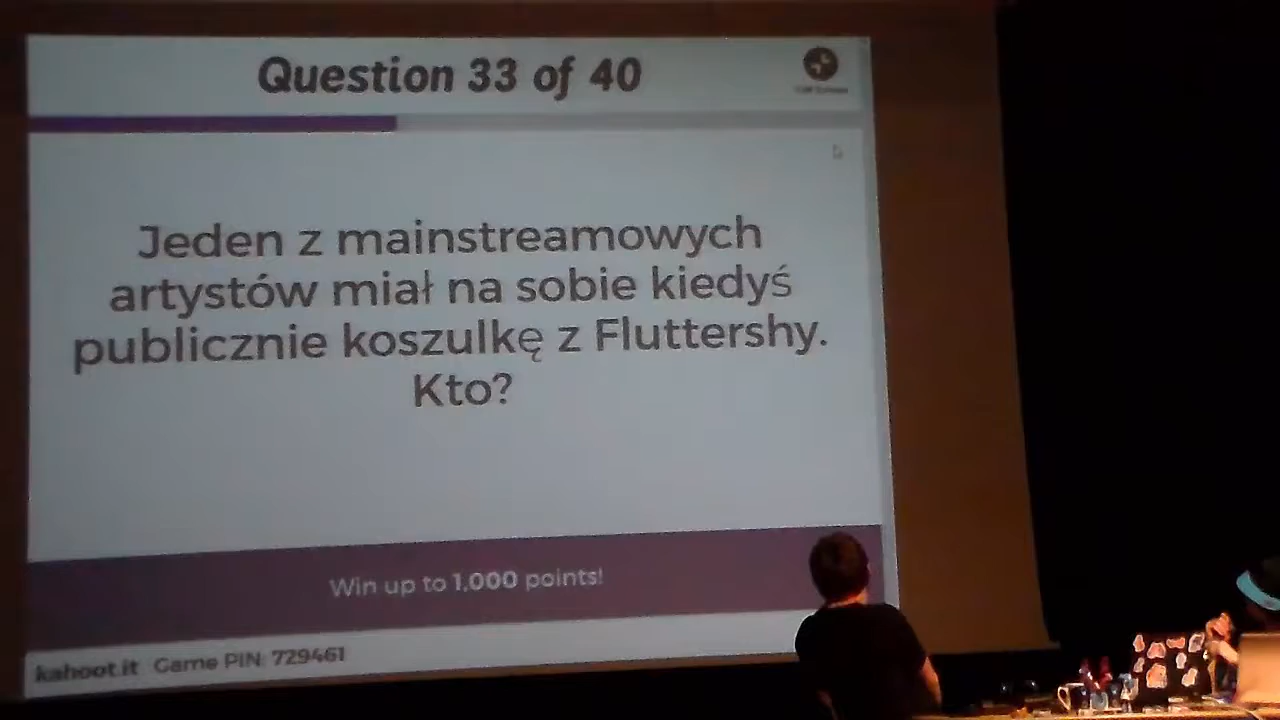 Question 33 of 40
Jeden z mainstreamowych
artystów miał na sobie kiedyś
publicznie koszulkę z Fluttershy.
Kto?
Win up to 1,000 points!
kahoot.it Game PIN: 729461